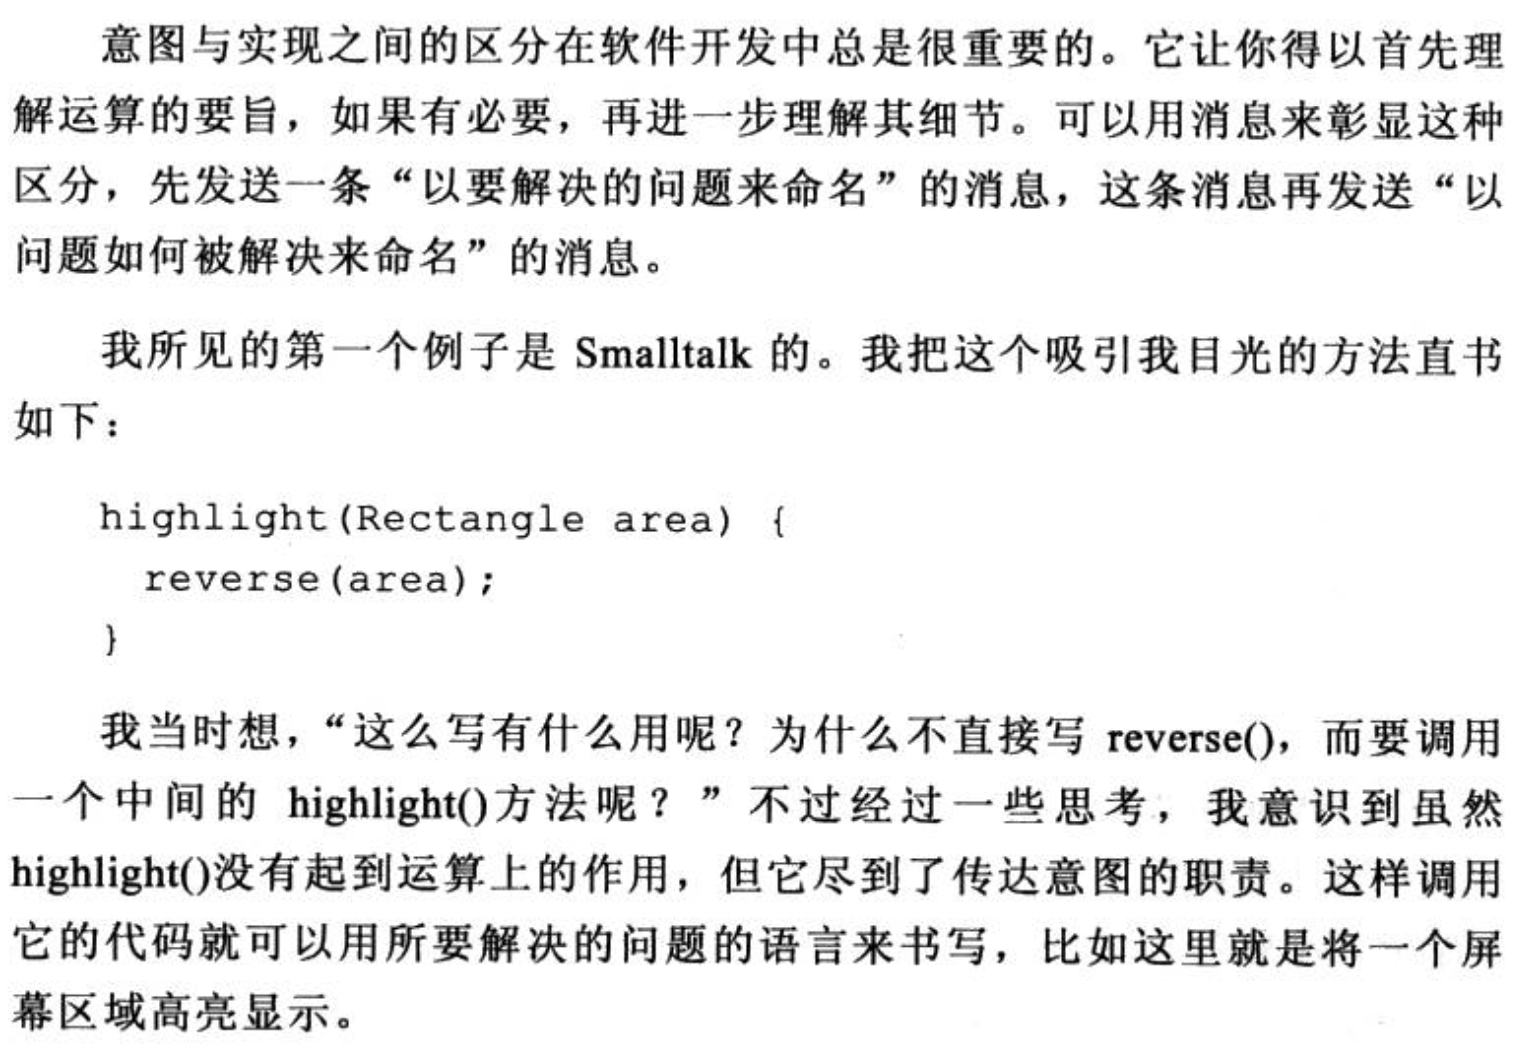 意图与实现之间的区分在软件开发中总是很重要的。它让你得以首先理
解运算的要旨，如果有必要，再进一步理解其细节。可以用消息来彰显这种
区分，先发送一条“以要解决的问题来命名”的消息，这条消息再发送“以
问题如何被解决来命名”的消息。
我所见的第一个例子是 Smalltalk 的。我把这个吸引我目光的方法直书
如下：
highlight(Rectangle area) {
  reverse(area);
}
我当时想，“这么写有什么用呢？为什么不直接写 reverse()，而要调用
一个中间的 highlight()方法呢？”不过经过一些思考，我意识到虽然
highlight()没有起到运算上的作用，但它尽到了传达意图的职责。这样调用
它的代码就可以用所要解决的问题的语言来书写，比如这里就是将一个屏
幕区域高亮显示。